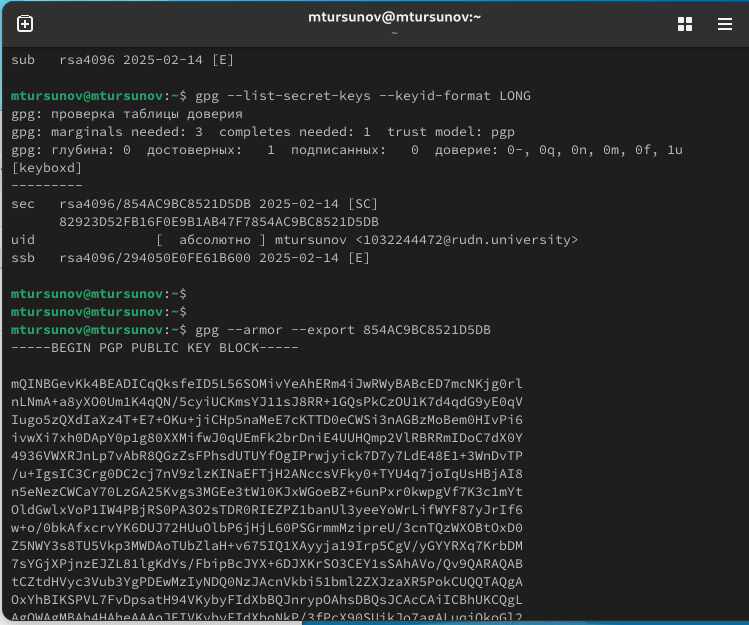 mtursunov@mtursunov:~
~
sub   rsa4096 2025-02-14 [E]
mtursunov@mtursunov:~$ gpg --list-secret-keys --keyid-format LONG
gpg: проверка таблицы доверия
gpg: marginals needed: 3  completes needed: 1  trust model: pgp
gpg: глубина: 0  достоверных:   1  подписанных:   0  доверие: 0-, 0q, 0n, 0m, 0f, 1u
[keyboxd]
---------
sec   rsa4096/854AC9BC8521D5DB 2025-02-14 [SC]
      82923D52FB16F0E9B1AB47F7854AC9BC8521D5DB
uid               [  абсолютно ] mtursunov <1032244472@rudn.university>
ssb   rsa4096/294050E0FE61B600 2025-02-14 [E]
mtursunov@mtursunov:~$
mtursunov@mtursunov:~$
mtursunov@mtursunov:~$ gpg --armor --export 854AC9BC8521D5DB
-----BEGIN PGP PUBLIC KEY BLOCK-----
mQINBGevKk4BEADICqQksfeID5L56SOMivYeAhERm4iJwRWyBABcED7mcNKjg0rl
nLNmA+a8yXO0Um1K4qQN/5cyiUCKmsYJ11sJ8RR+1GQsPkCzOU1K7d4qdG9yE0qV
Iugo5zQXdIaXz4T+E7+OKu+jiCHp5naMeE7cKTTD0eCWSi3nAGBzMoBem0HIvPi6
ivwXi7xh0DApY0p1g80XXMifwJ0qUEmFk2brDniE4UUHQmp2VlRBRRmIDoC7dX0Y
4936VWXRJnLp7vAbR8QGzZsFPhsdUTUYfOgIPrwjyick7D7y7LdE48E1+3WnDvTP
/u+IgsIC3Crg0DC2cj7nV9zlzKINaEFTjH2ANccsVFky0+TYU4q7joIqUsHBjAI8
n5eNezCWCaY70LzGA25Kvgs3MGEe3tW10KJxWGoeBZ+6unPxr0kwpgVf7K3c1mYt
OldGwlxVoP1IW4PBjRS0PA3O2sTDR0RIEZPZ1banUl3yeeYoWrLifWYF87yJrIf6
w+o/0bkAfxcrvYK6DUJ72HUuOlbP6jHjL60PSGrmmMzipreU/3cnTQzWXOBtOxD0
Z5NWY3s8TU5Vkp3MWDAoTUbZlaH+v675IQ1XAyyja19Irp5CgV/yGYYRXq7KrbDM
7sYGjXPjnzEJZL81lgKdYs/FbipBcJYX+6DJXKrSO3CEY1sSAhAVo/Qv9QARAQAB
tCZtdHVyc3Vub3YgPDEwMzIyNDQ0NzJAcnVkbi51bml2ZXJzaXR5PokCUQQTAQgA
OxYhBIKSPVL7FvDpsatH94VKybyFIdXbBQJnrypOAhsDBQsJCAcCAiICBhUKCQgL